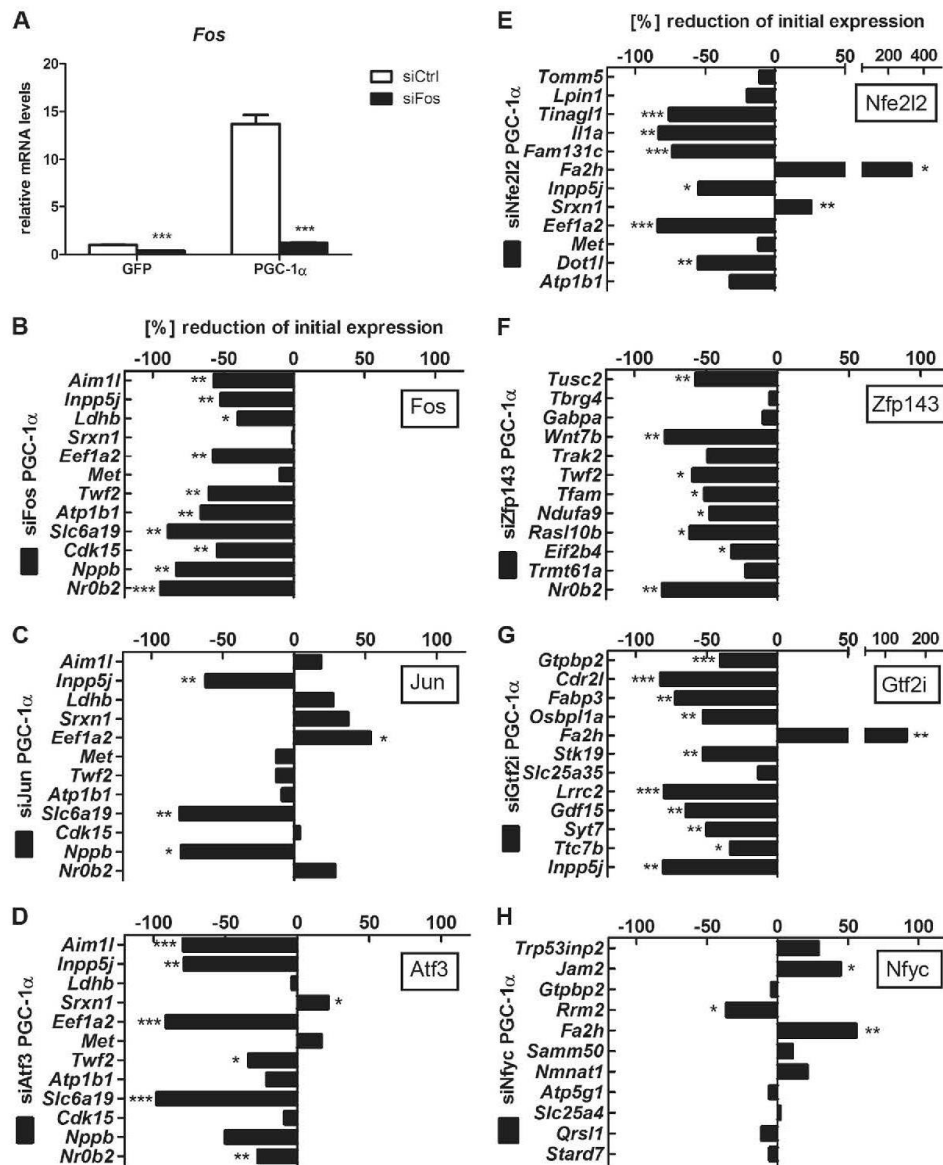 A
Fos
relative mRNA levels
20
15
10
5
0
siCtrl
siFos
***
***
GFP
PGC-1α
B
[%] reduction of initial expression
-100 -50 0 50 100
siFos PGC-1α
Fos
Aim1l **
Inpp5j **
Ldhb *
Srxn1
Eef1a2 **
Met
Twf2 **
Atp1b1 **
Slc6a19 **
Cdk15 **
Nppb **
Nr0b2 ***
C
-100 -50 0 50 100
siJun PGC-1α
Jun
Aim1l
Inpp5j **
Ldhb
Srxn1
Eef1a2 *
Met
Twf2
Atp1b1
Slc6a19 **
Cdk15
Nppb *
Nr0b2
D
-100 -50 0 50 100
siAtf3 PGC-1α
Atf3
Aim1l ***
Inpp5j **
Ldhb
Srxn1 *
Eef1a2 ***
Met
Twf2 *
Atp1b1
Slc6a19 ***
Cdk15
Nppb
Nr0b2 **
E
[%] reduction of initial expression
-100 -50 0 50 200 400
siNfe2l2 PGC-1α
Nfe2l2
Tomm5
Lpin1
Tinagl1 ***
Il1a **
Fam131c ***
Fa2h *
Inpp5j *
Srxn1 **
Eef1a2 ***
Met
Dot1l **
Atp1b1
F
-100 -50 0 50 100
siZfp143 PGC-1α
Zfp143
Tusc2 **
Tbrg4
Gabpa
Wnt7b **
Trak2
Twf2 *
Tfam *
Ndufa9 *
Rasl10b *
Eif2b4 *
Trmt61a
Nr0b2 **
G
-100 -50 0 50 100 200
siGtf2i PGC-1α
Gtf2i
Gtpbp2 ***
Cdr2l ***
Fabp3 **
Osbpl1a **
Fa2h **
Stk19 **
Slc25a35
Lrrc2 ***
Gdf15 **
Syt7 **
Ttc7b *
Inpp5j **
H
-100 -50 0 50 100
siNfyc PGC-1α
Nfyc
Trp53inp2
Jam2 *
Gtpbp2
Rrm2 *
Fa2h **
Samm50
Nmnat1
Atp5g1
Slc25a4
Qrsl1
Stard7